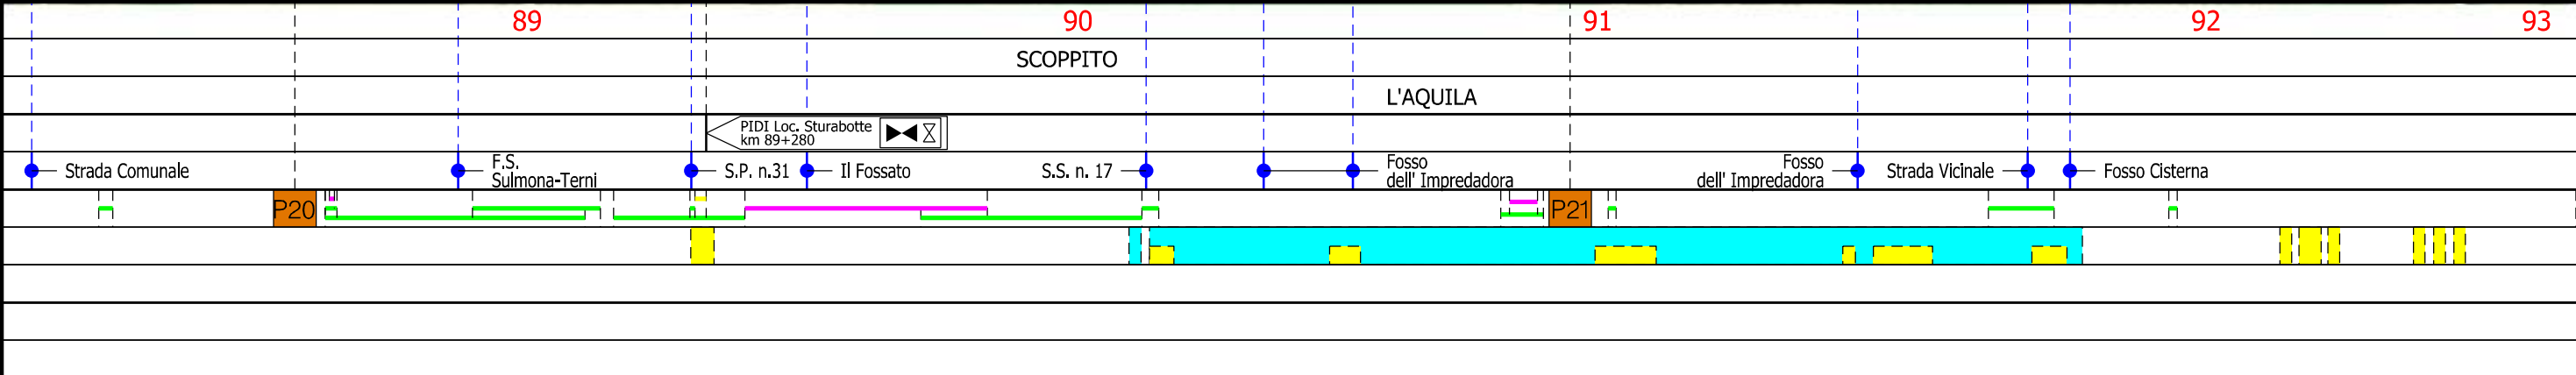 89 90 91 92 93
SCOPPITO
L'AQUILA
PIDI Loc. Sturabotte
km 89+280
Strada Comunale
F.S.
Sulmona-Terni
S.P. n.31
Il Fossato
S.S. n. 17
Fosso
dell' Impredadora
Fosso
dell' Impredadora
Strada Vicinale
Fosso Cisterna
P20
P21